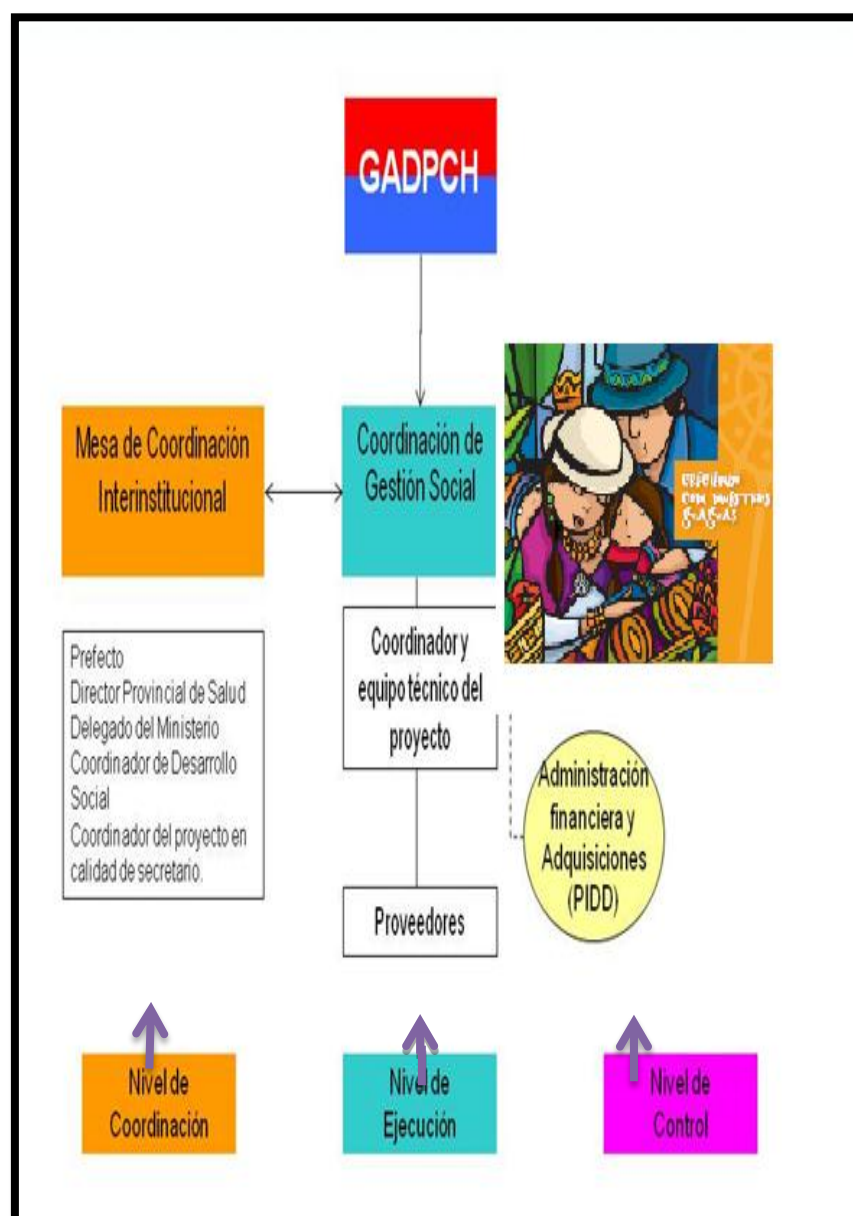 GADPCH
Mesa de Coordinación
Interinstitucional
Coordinación de
Gestión Social
CON NUESTROS
Prefecto
Director Provincial de Salud
Delegado del Ministerio
Coordinador de Desarrollo
Social
Coordinador del proyecto en
calidad de secretario.
Coordinador y
equipo técnico del
proyecto
Administración
financiera y
Adquisiciones
(PIDD)
Proveedores
Nivel de
Coordinación
Nivel de
Ejecución
Nivel de
Control